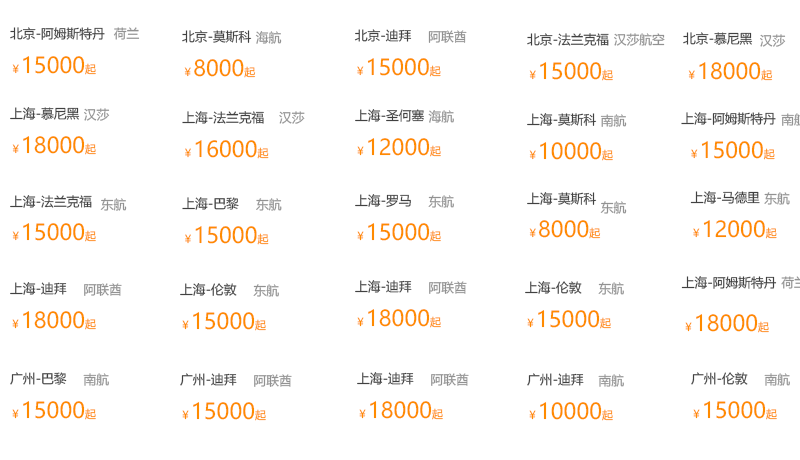 北京-阿姆斯特丹 荷兰
¥15000起
北京-莫斯科 海航
¥8000起
北京-迪拜 阿联酋
¥15000起
北京-法兰克福 汉莎航空
¥15000起
北京-慕尼黑 汉莎
¥18000起
上海-慕尼黑 汉莎
¥18000起
上海-法兰克福 汉莎
¥16000起
上海-圣何塞 海航
¥12000起
上海-莫斯科 南航
¥10000起
上海-阿姆斯特丹 南航
¥15000起
上海-法兰克福 东航
¥15000起
上海-巴黎 东航
¥15000起
上海-罗马 东航
¥15000起
上海-莫斯科 东航
¥8000起
上海-马德里 东航
¥12000起
上海-迪拜 阿联酋
¥18000起
上海-伦敦 东航
¥15000起
上海-迪拜 阿联酋
¥18000起
上海-伦敦 东航
¥15000起
上海-阿姆斯特丹 荷兰
¥18000起
广州-巴黎 南航
¥15000起
广州-迪拜 阿联酋
¥15000起
上海-迪拜 阿联酋
¥18000起
广州-迪拜 南航
¥10000起
广州-伦敦 南航
¥15000起